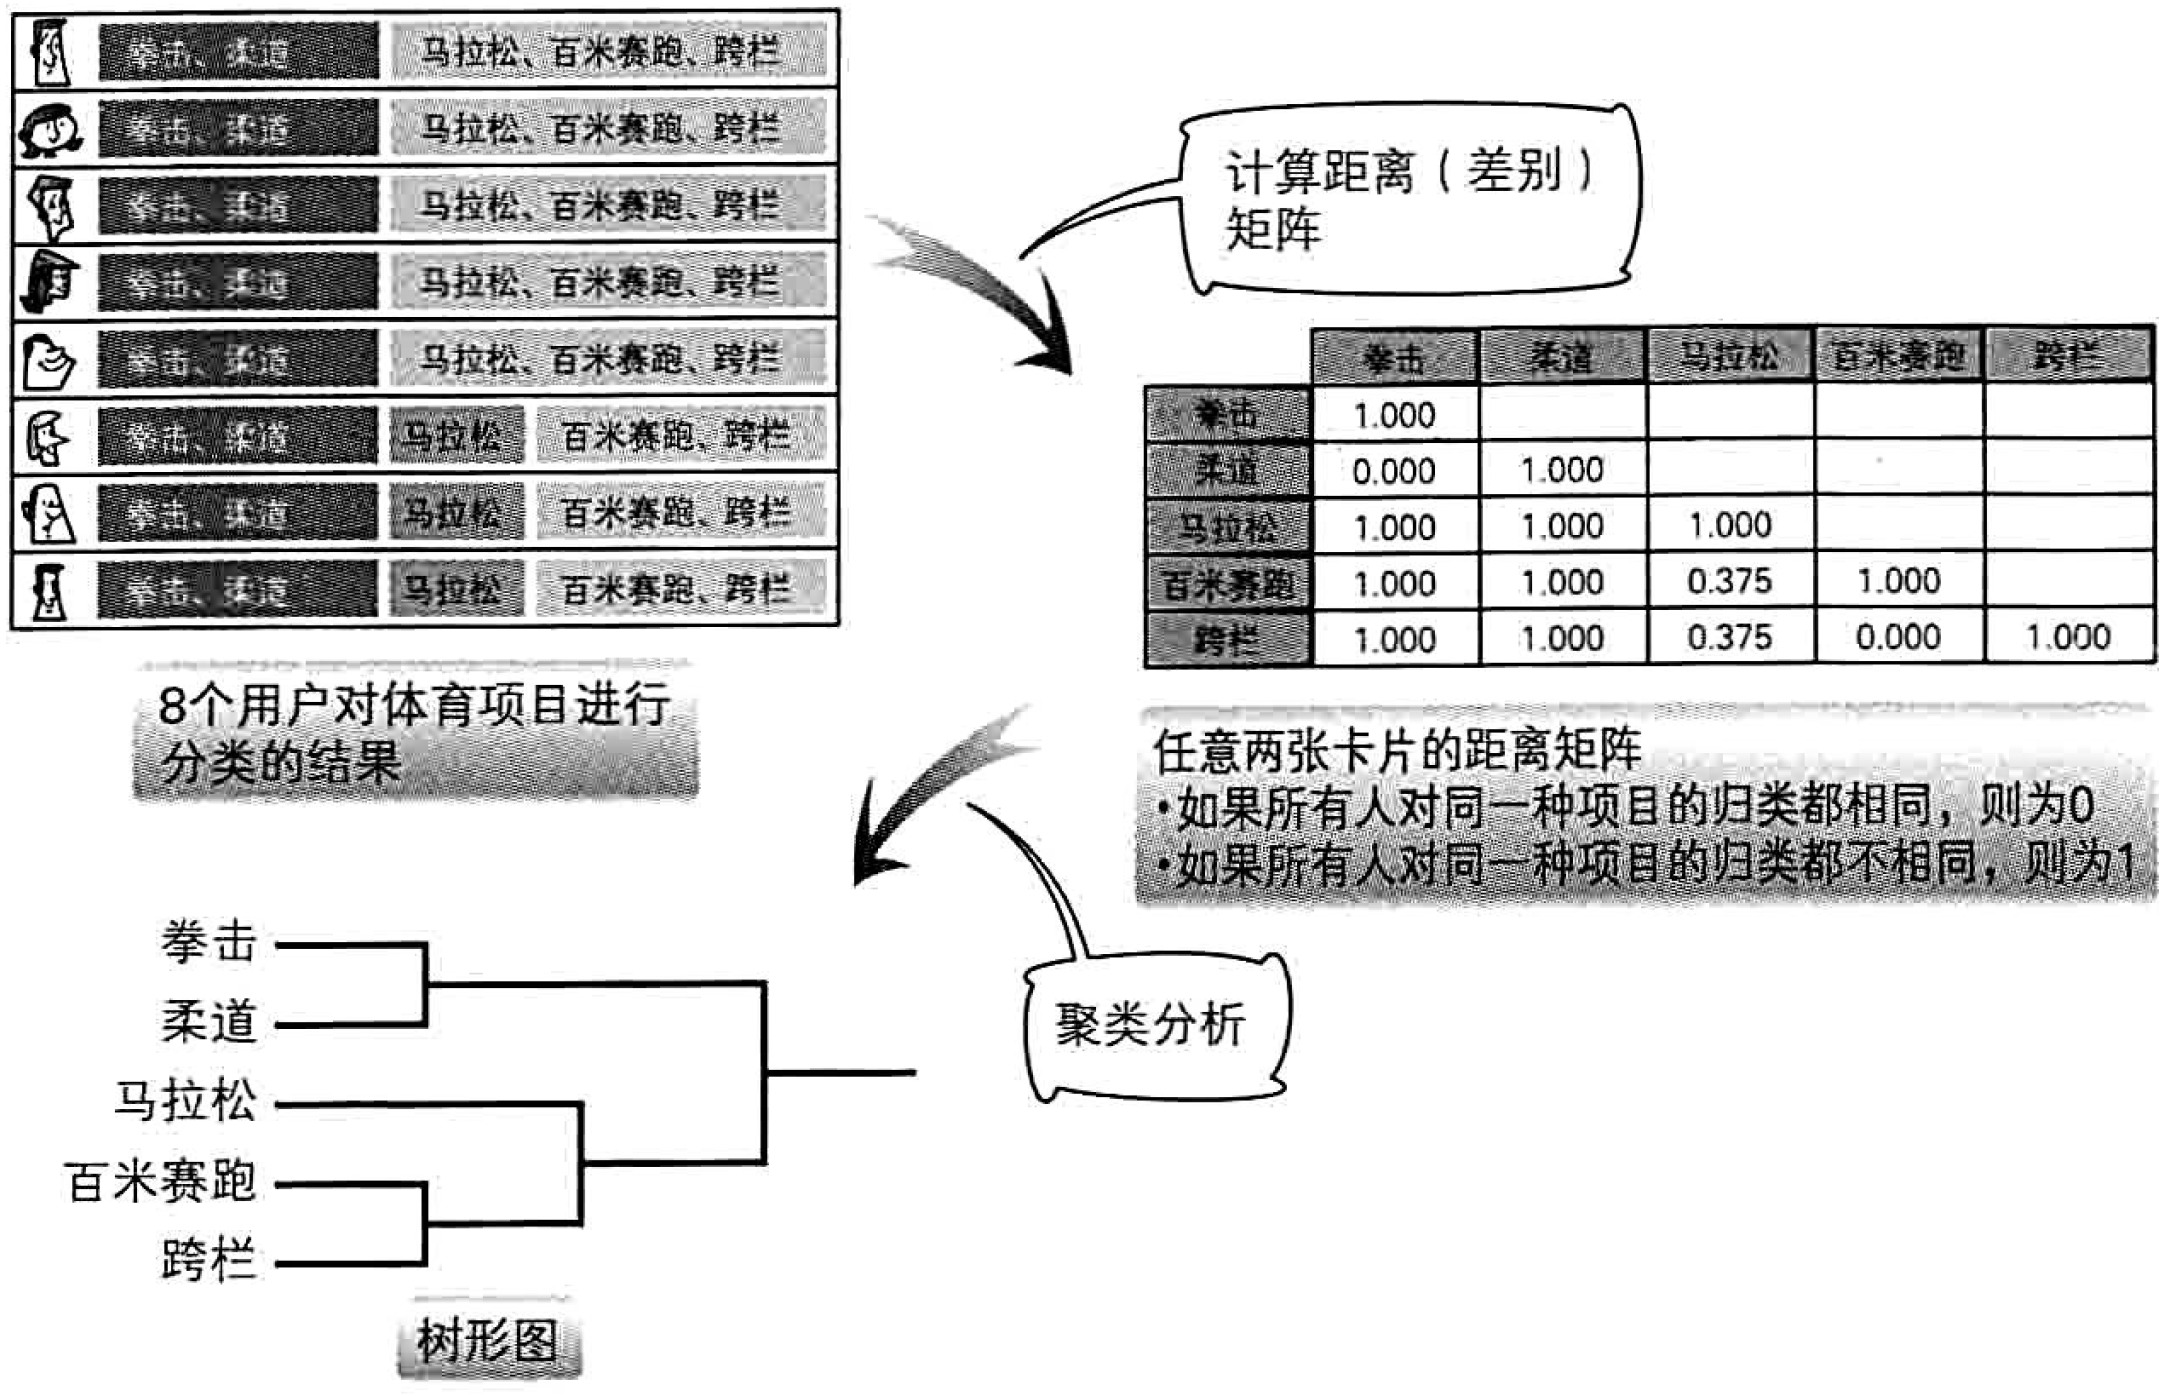 拳击、柔道 马拉松、百米赛跑、跨栏
拳击、柔道 马拉松、百米赛跑、跨栏
拳击、柔道 马拉松、百米赛跑、跨栏
拳击、柔道 马拉松、百米赛跑、跨栏
拳击、柔道 马拉松、百米赛跑、跨栏
拳击、柔道 马拉松 百米赛跑、跨栏
拳击、柔道 马拉松 百米赛跑、跨栏
拳击、柔道 马拉松 百米赛跑、跨栏
8个用户对体育项目进行
分类的结果
计算距离（差别）
矩阵
拳击 柔道 马拉松 百米赛跑 跨栏
拳击 1.000
柔道 0.000 1.000
马拉松 1.000 1.000 1.000
百米赛跑 1.000 1.000 0.375 1.000
跨栏 1.000 1.000 0.375 0.000 1.000
任意两张卡片的距离矩阵
•如果所有人对同一种项目的归类都相同，则为0
•如果所有人对同一种项目的归类都不相同，则为1
聚类分析
拳击
柔道
马拉松
百米赛跑
跨栏
树形图